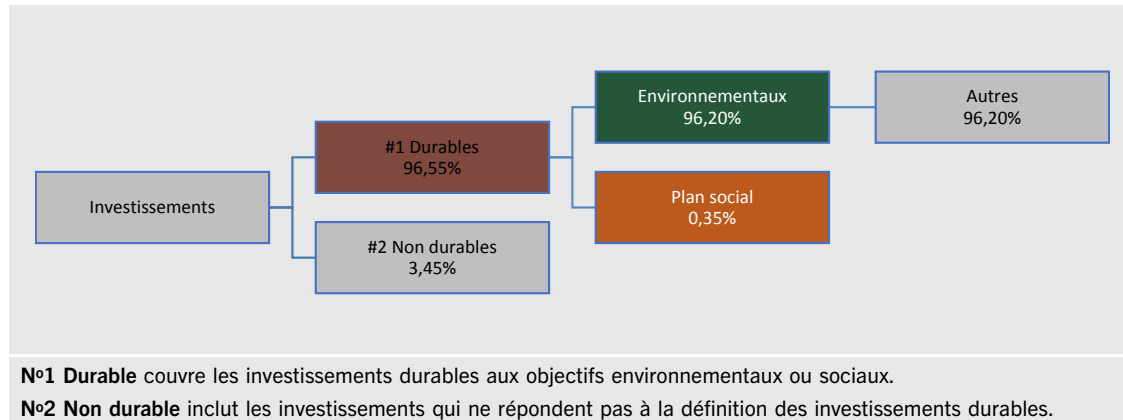 Investissements
#1 Durables
96,55%
#2 Non durables
3,45%
Environnementaux
96,20%
Plan social
0,35%
Autres
96,20%
Nº1 Durable couvre les investissements durables aux objectifs environnementaux ou sociaux.
Nº2 Non durable inclut les investissements qui ne répondent pas à la définition des investissements durables.